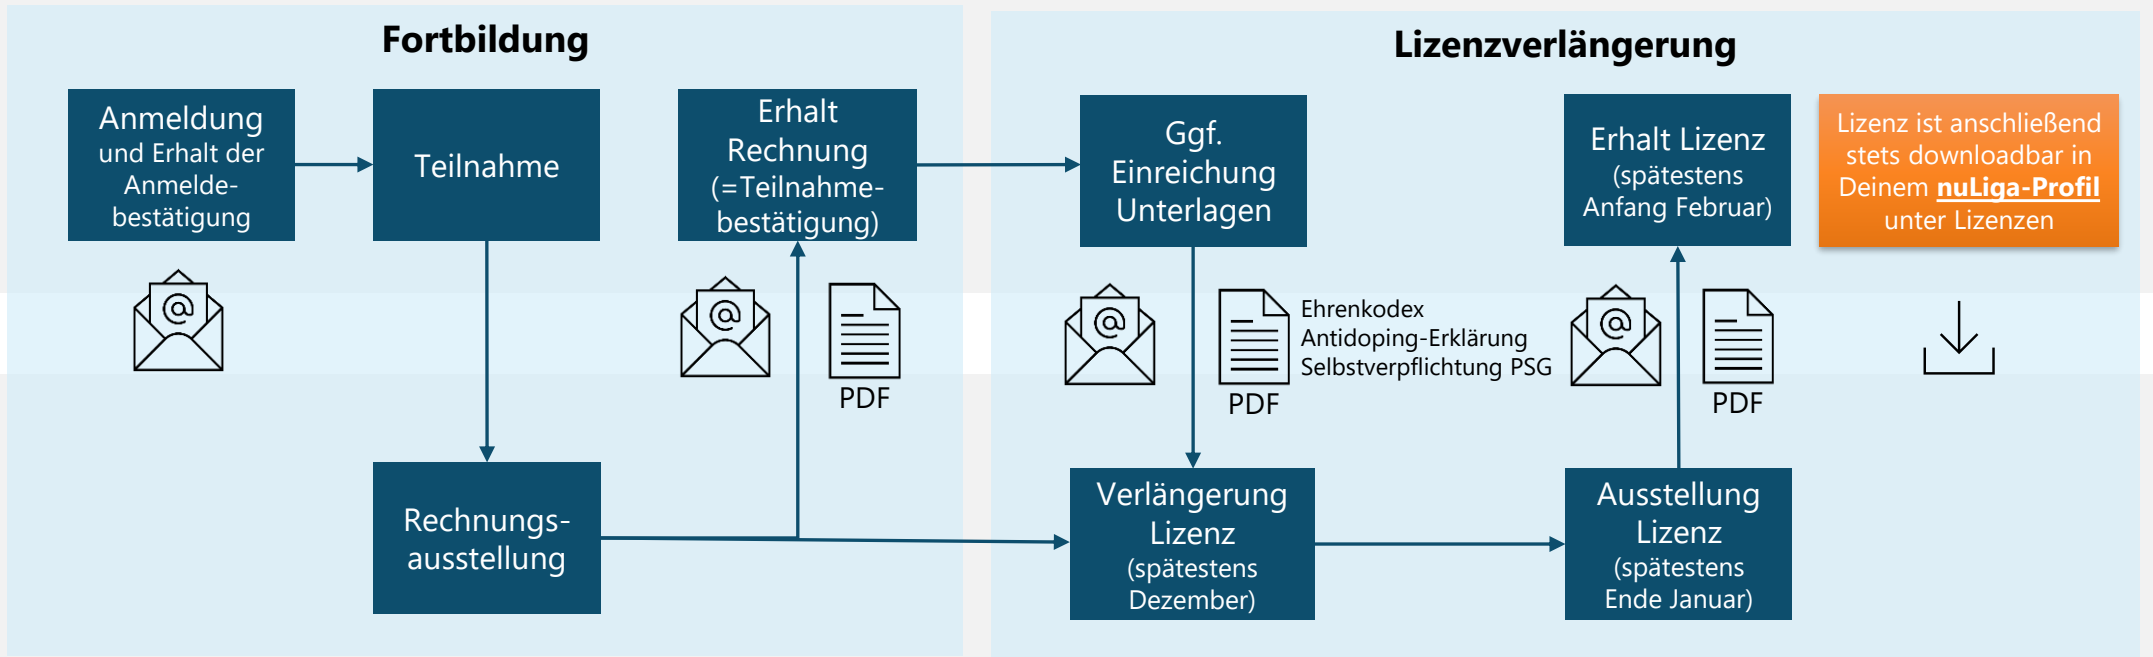 Fortbildung
Anmeldung
und Erhalt der
Anmelde-
bestätigung
Teilnahme
Erhalt
Rechnung
(=Teilnahme-
bestätigung)
@
@
PDF
Rechnungs-
ausstellung
Lizenzverlängerung
Ggf.
Einreichung
Unterlagen
Erhalt Lizenz
(spätestens
Anfang Februar)
Lizenz ist anschließend
stets downloadbar in
Deinem nuLiga-Profil
unter Lizenzen
@
PDF
Ehrenkodex
Antidoping-Erklärung
Selbstverpflichtung PSG
@
PDF
Verlängerung
Lizenz
(spätestens
Dezember)
Ausstellung
Lizenz
(spätestens
Ende Januar)